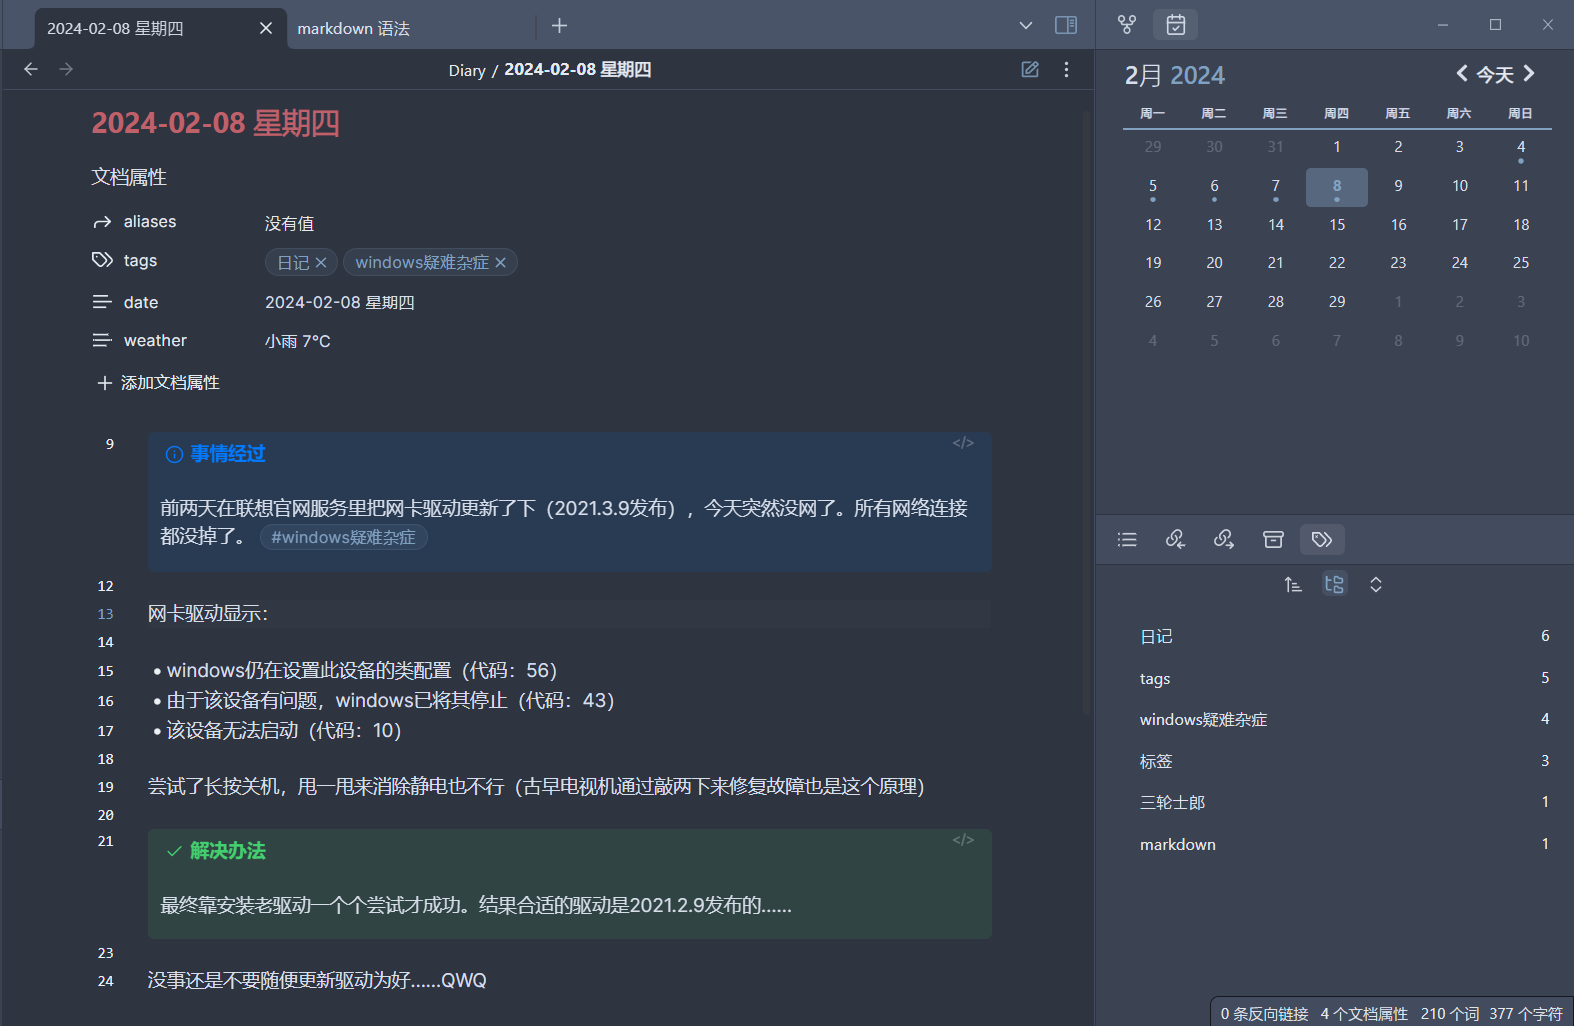 2024-02-08 星期四
markdown 语法
Diary / 2024-02-08 星期四
2024-02-08 星期四
文档属性
aliases 没有值
tags 日记 windows疑难杂症
date 2024-02-08 星期四
weather 小雨 7°C
添加文档属性
9
事情经过
</>
前两天在联想官网服务里把网卡驱动更新了下（2021.3.9发布），今天突然没网了。所有网络连接
都没掉了。 #windows疑难杂症
12
13 网卡驱动显示：
14
15 • windows仍在设置此设备的类配置（代码：56）
16 • 由于该设备有问题，windows已将其停止（代码：43）
17 • 该设备无法启动（代码：10）
18
19 尝试了长按关机，甩一甩来消除静电也不行（古早电视机通过敲两下来修复故障也是这个原理）
20
21
解决办法
</>
最终靠安装老驱动一个个尝试才成功。结果合适的驱动是2021.2.9发布的......
23
24 没事还是不要随便更新驱动为好......QWQ
2月 2024
今天
周一 周二 周三 周四 周五 周六 周日
29 30 31 1 2 3 4
5 6 7 8 9 10 11
12 13 14 15 16 17 18
19 20 21 22 23 24 25
26 27 28 29 1 2 3
4 5 6 7 8 9 10
日记 6
tags 5
windows疑难杂症 4
标签 3
三轮士郎 1
markdown 1
0 条反向链接 4 个文档属性 210 个词 377 个字符